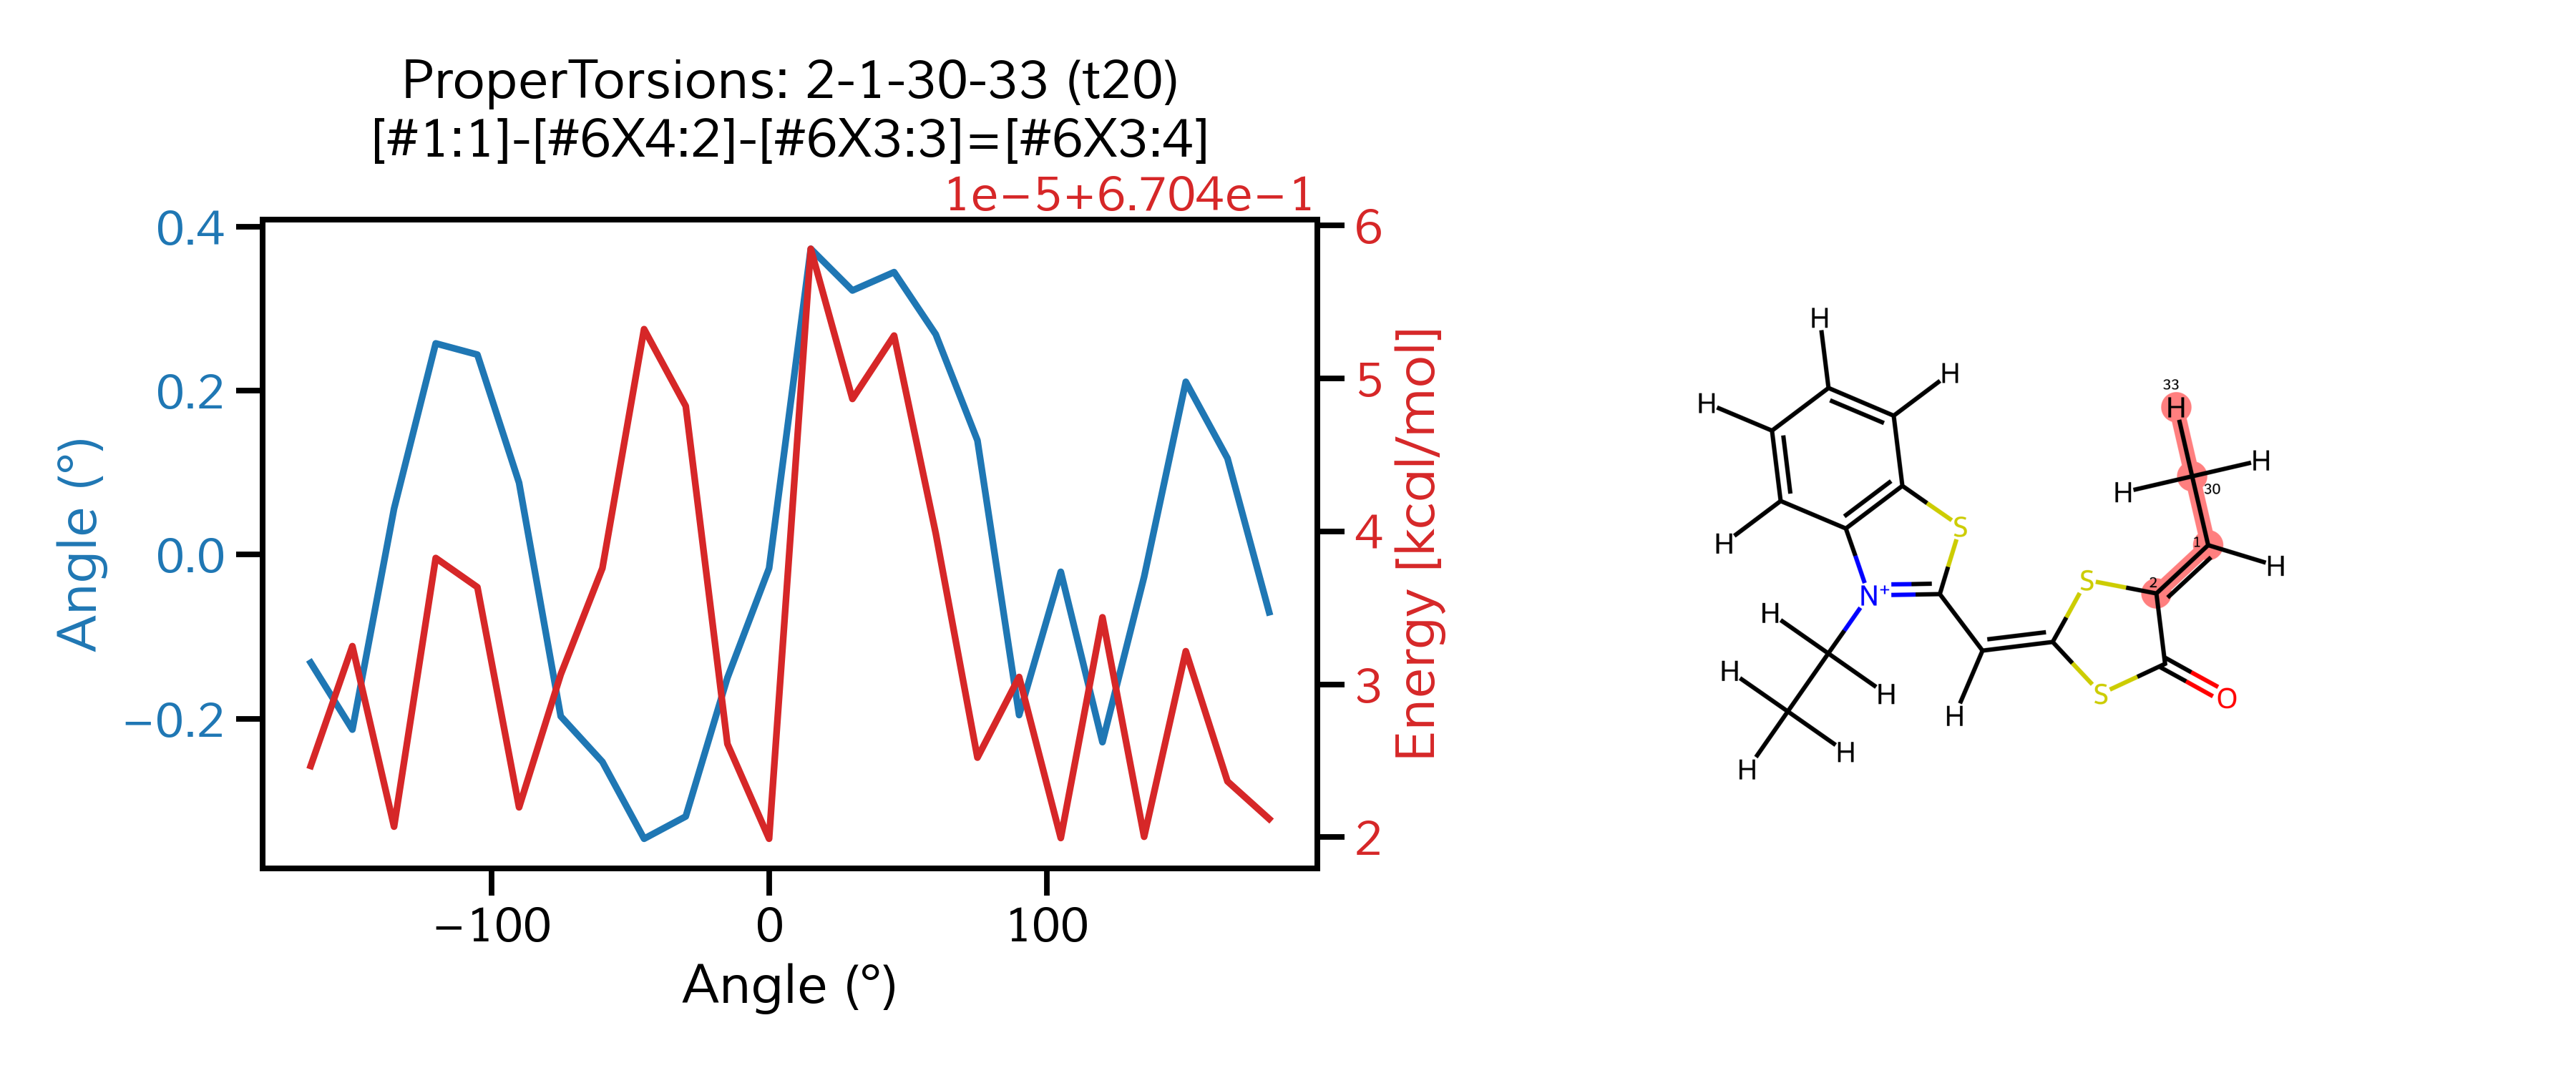 ProperTorsions: 2-1-30-33 (t20)
[#1:1]-[#6X4:2]-[#6X3:3]=[#6X3:4]
1e−5+6.704e−1
0.4
0.2
0.0
−0.2
Angle (°)
6
5
4
3
2
Energy [kcal/mol]
−100
0
100
Angle (°)
H
H
H
H
33
H
H
H
30
S
1
H
2
S
N⁺
H
H
H
S
O
H
H
H